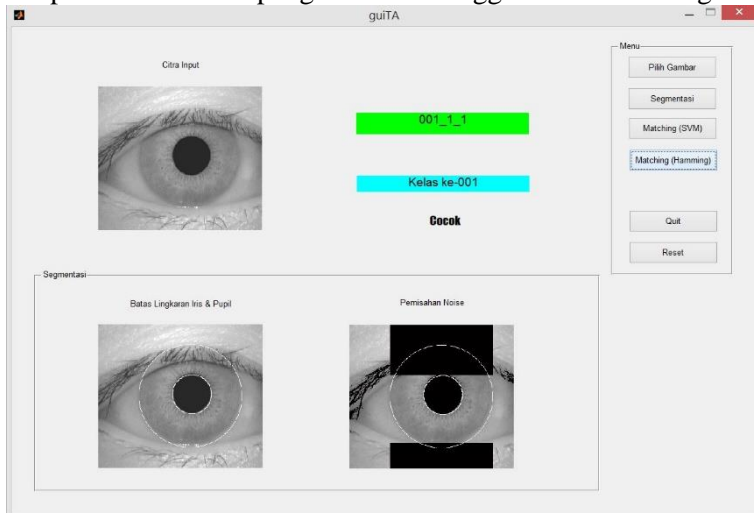 guiTA
Citra Input
001_1_1
Kelas ke-001
Cocok
Menu
Pilih Gambar
Segmentasi
Matching (SVM)
Matching (Hamming)
Quit
Reset
Segmentasi
Batas Lingkaran Iris & Pupil
Pemisahan Noise